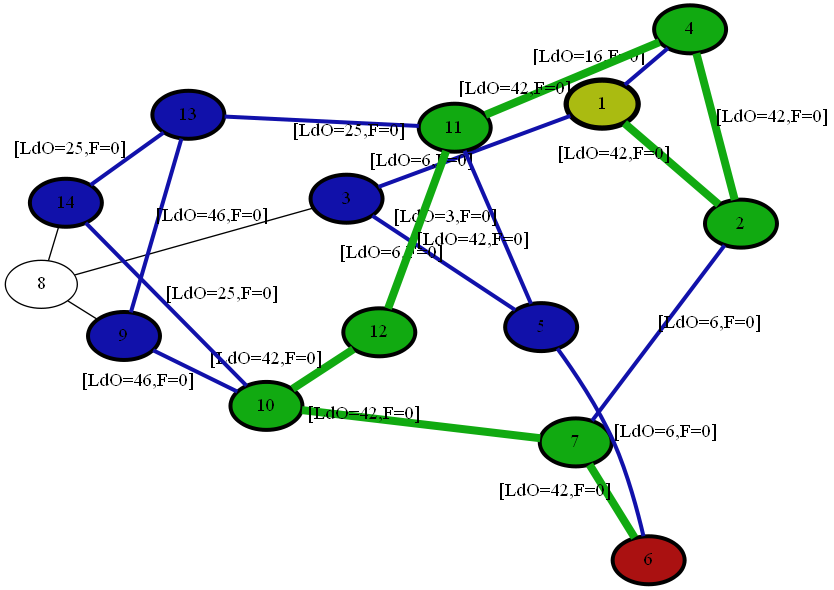 4
[LdO=16,F=0]
[LdO=42,F=0]
1
13
[LdO=42,F=0]
11
[LdO=25,F=0]
[LdO=25,F=0]
[LdO=42,F=0]
[LdO=6,F=0]
3
14
[LdO=46,F=0]
[LdO=3,F=0]
2
[LdO=42,F=0]
[LdO=6,F=0]
8
[LdO=25,F=0]
[LdO=6,F=0]
5
12
9
[LdO=42,F=0]
[LdO=46,F=0]
10
[LdO=42,F=0]
[LdO=6,F=0]
7
[LdO=42,F=0]
6